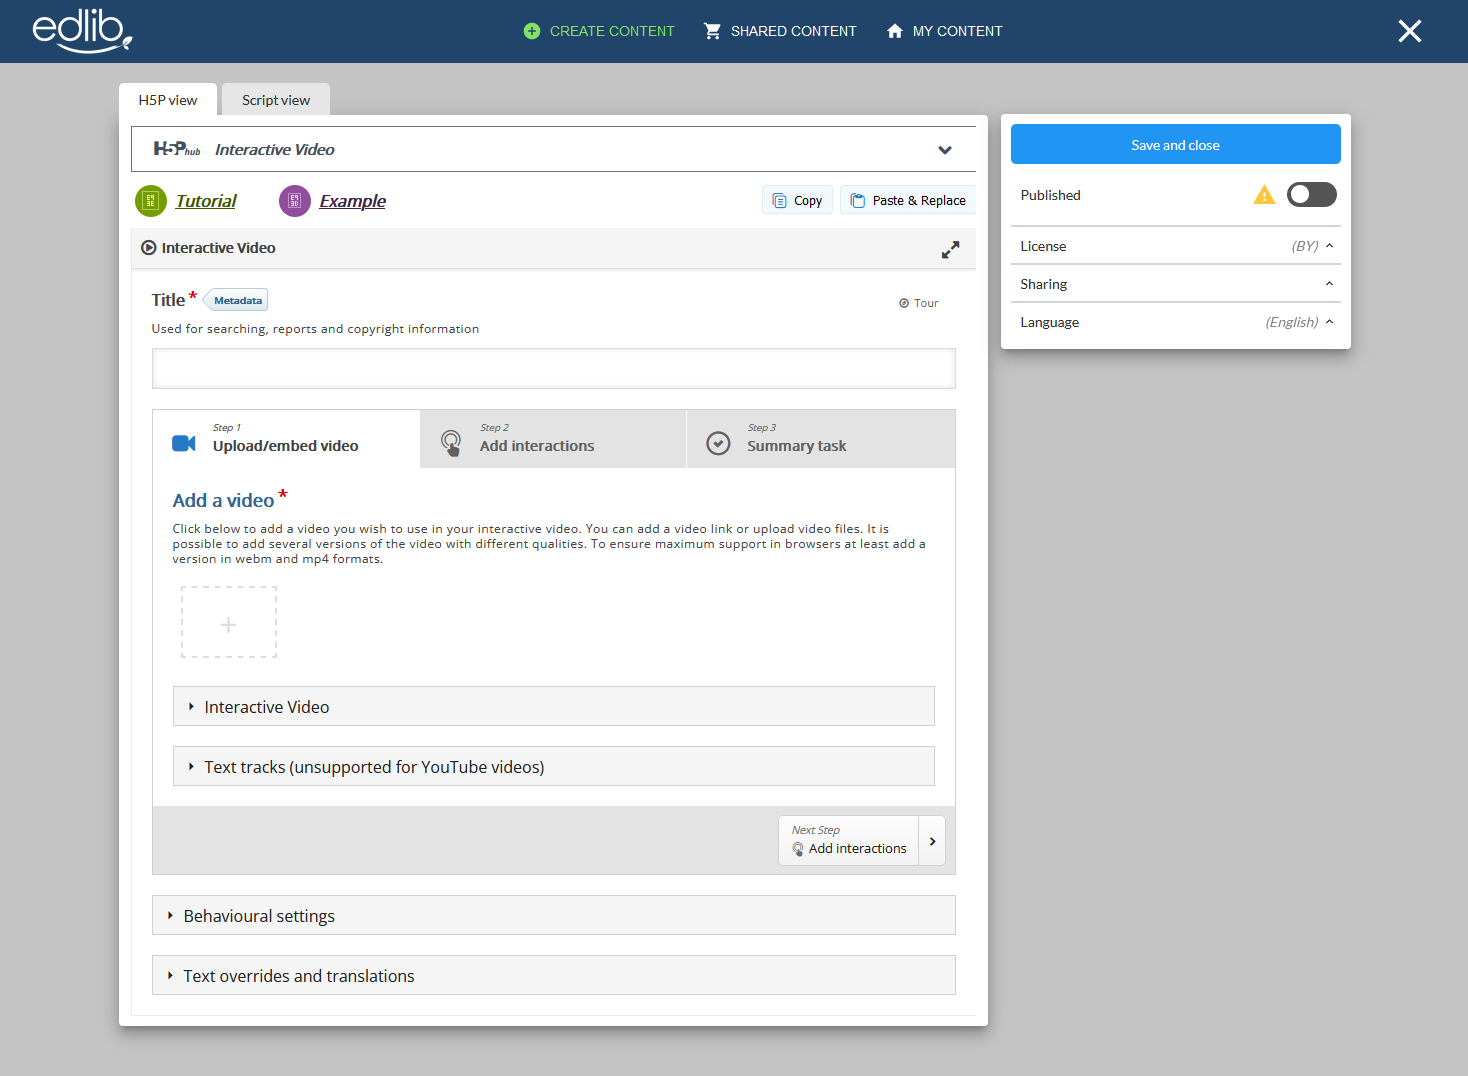 edlib
CREATE CONTENT
SHARED CONTENT
MY CONTENT
H5P view
Script view
H5P hub Interactive Video
Tutorial
Example
Copy
Paste & Replace
Interactive Video
Title *
Metadata
Tour
Used for searching, reports and copyright information
Step 1
Upload/embed video
Step 2
Add interactions
Step 3
Summary task
Add a video *
Click below to add a video you wish to use in your interactive video. You can add a video link or upload video files. It is
possible to add several versions of the video with different qualities. To ensure maximum support in browsers at least add a
version in webm and mp4 formats.
+
Interactive Video
Text tracks (unsupported for YouTube videos)
Next Step
Add interactions
Behavioural settings
Text overrides and translations
Save and close
Published
License (BY)
Sharing
Language (English)